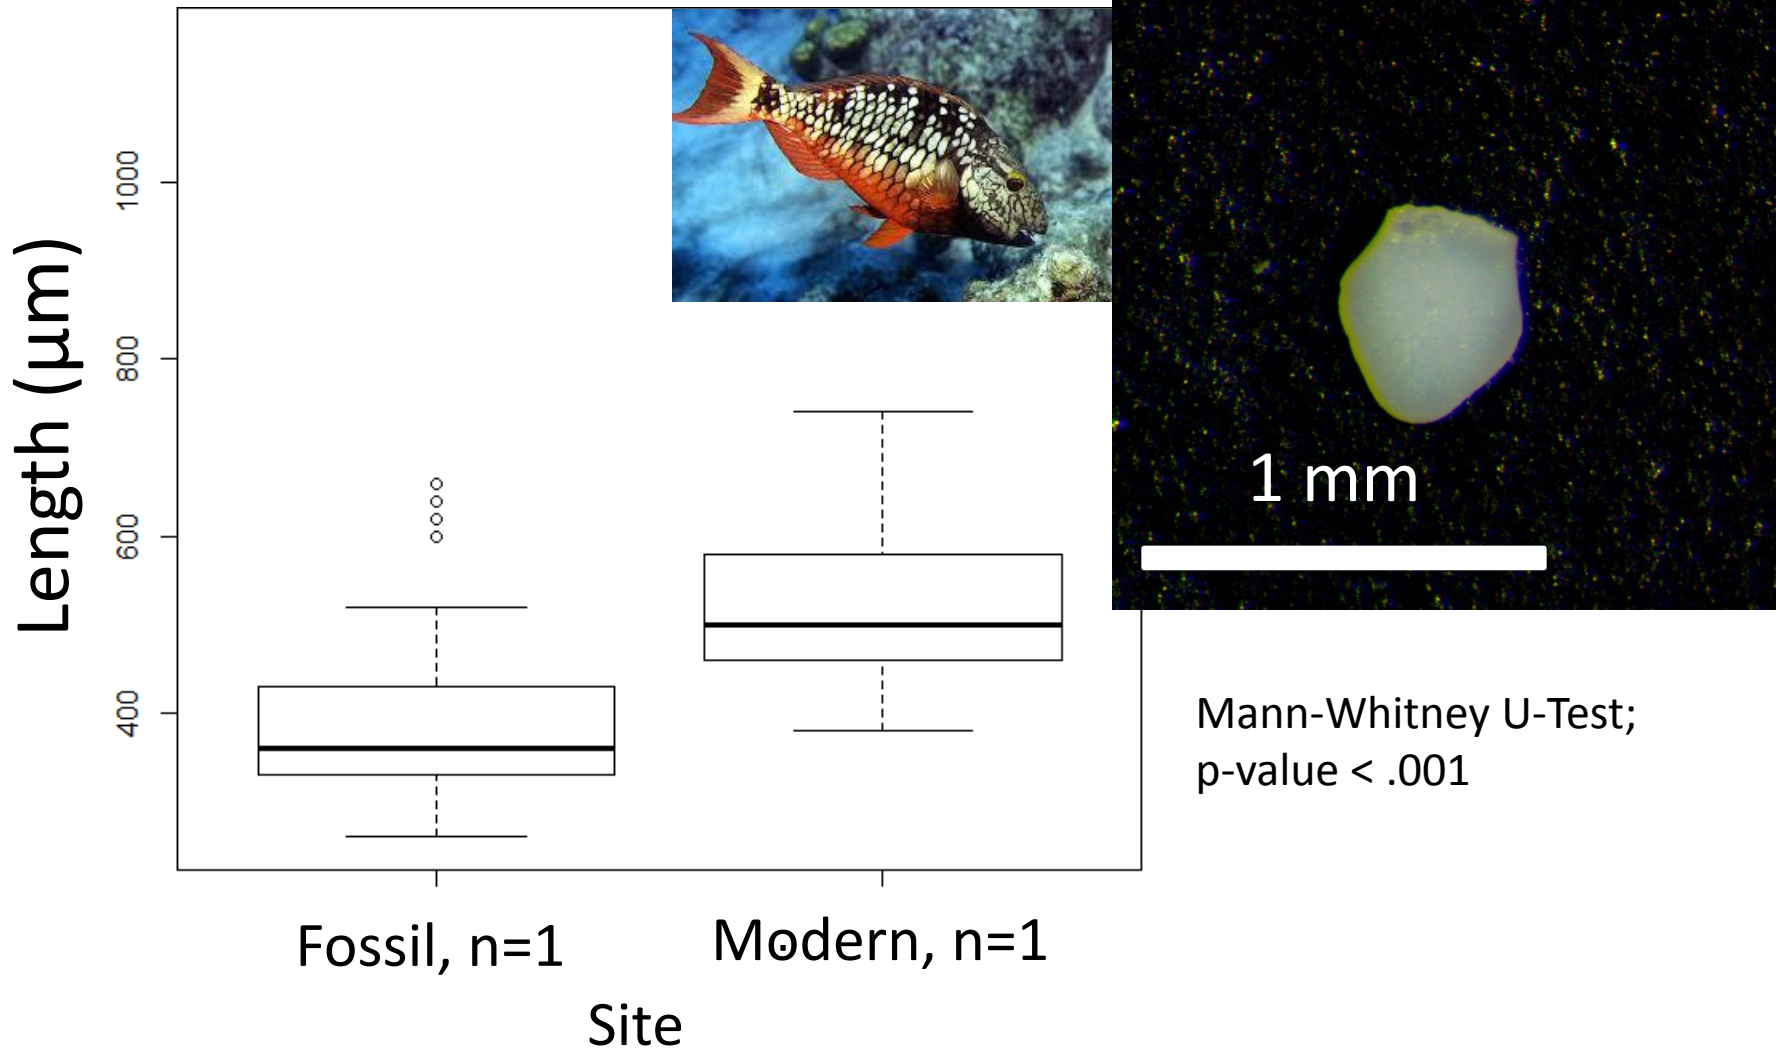 Length (µm)
1000
800
600
400
1 mm
Mann-Whitney U-Test;
p-value < .001
Fossil, n=1
Modern, n=1
Site